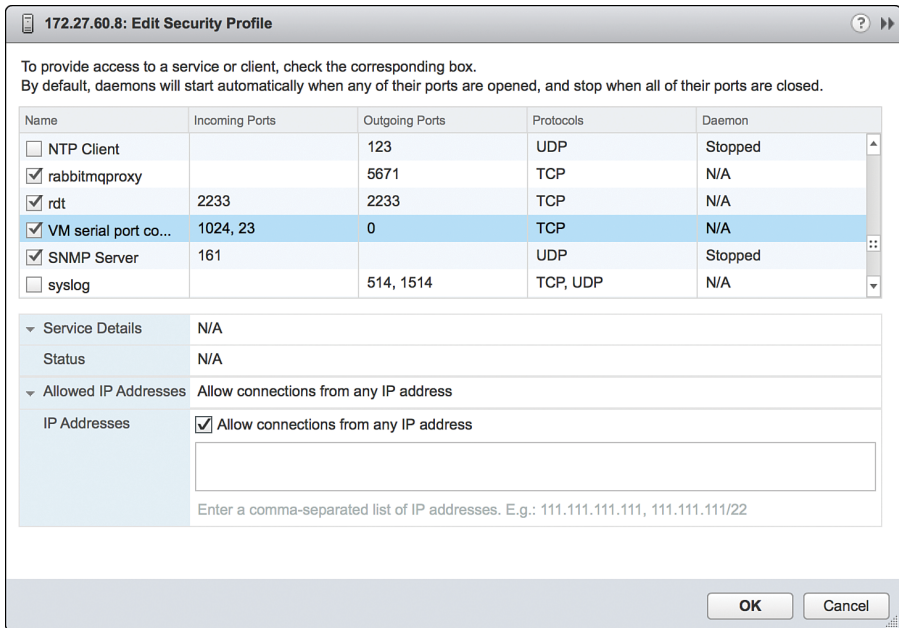 172.27.60.8: Edit Security Profile
To provide access to a service or client, check the corresponding box.
By default, daemons will start automatically when any of their ports are opened, and stop when all of their ports are closed.
Name Incoming Ports Outgoing Ports Protocols Daemon
NTP Client 123 UDP Stopped
rabbitmqproxy 5671 TCP N/A
rdt 2233 2233 TCP N/A
VM serial port co... 1024, 23 0 TCP N/A
SNMP Server 161 UDP Stopped
syslog 514, 1514 TCP, UDP N/A
Service Details N/A
Status N/A
Allowed IP Addresses Allow connections from any IP address
IP Addresses Allow connections from any IP address
Enter a comma-separated list of IP addresses. E.g.: 111.111.111.111, 111.111.111/22
OK Cancel